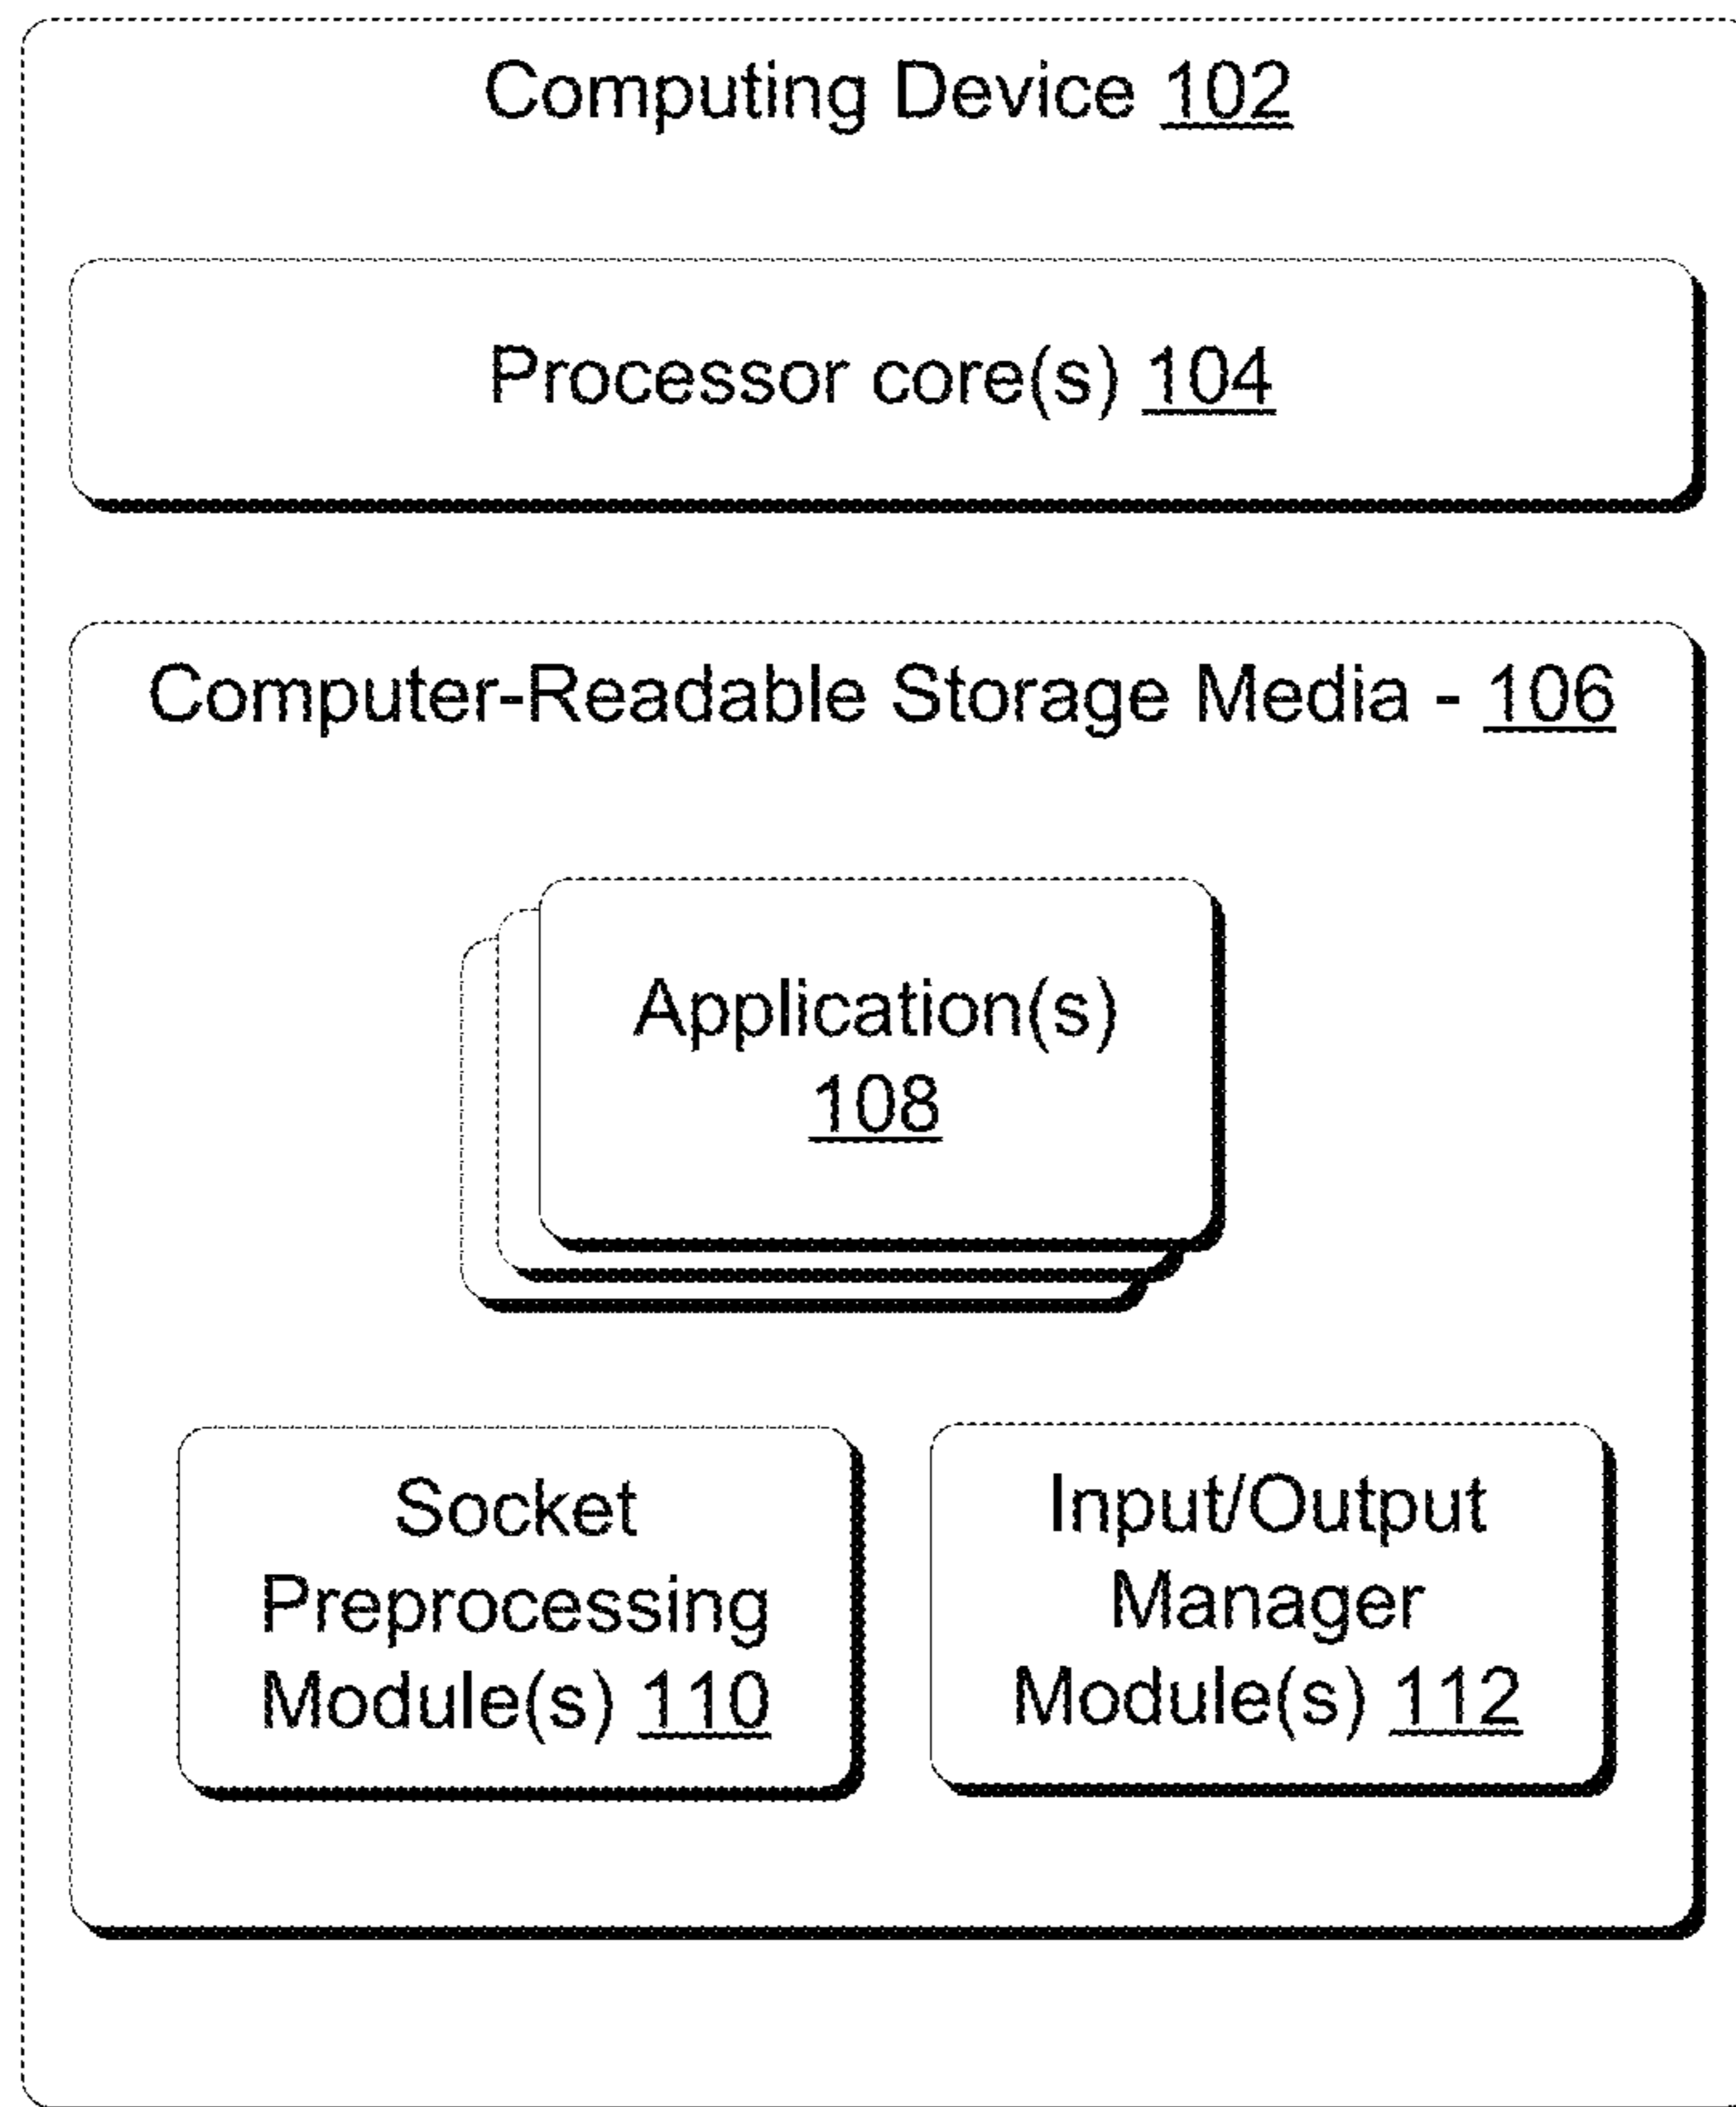 Computing Device 102
Processor core(s) 104
Computer-Readable Storage Media - 106
Application(s)
108
Socket
Preprocessing
Module(s) 110
Input/Output
Manager
Module(s) 112